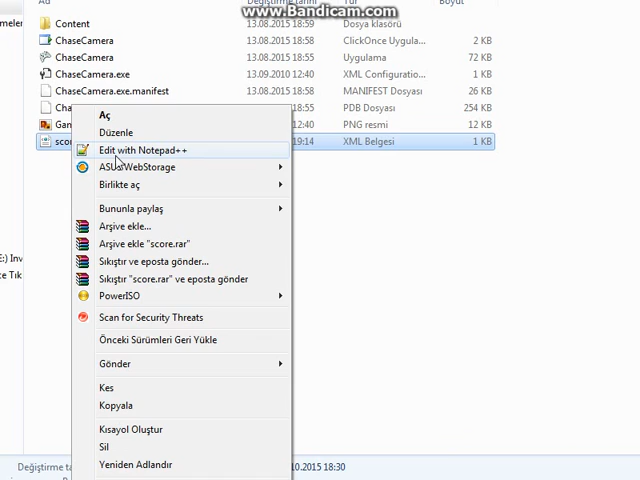 www.Bandicam.com
Değiştirme tarihi Tür Boyut
Content 13.08.2015 18:59 Dosya klasörü
ChaseCamera 13.08.2015 18:55 ClickOnce Uygula... 2 KB
ChaseCamera 13.08.2015 18:55 Uygulama 72 KB
ChaseCamera.exe 13.09.2010 12:40 XML Configuratio... 1 KB
ChaseCamera.exe.manifest 13.08.2015 18:55 MANIFEST Dosyası 26 KB
18:55 PDB Dosyası 254 KB
12:40 PNG resmi 4 KB
19:14 XML Belgesi 1 KB
Aç
Düzenle
Edit with Notepad++
ASUS WebStorage
Birlikte aç
Bununla paylaş
Arşive ekle...
Arşive ekle "score.rar"
Sıkıştır ve eposta gönder...
Sıkıştır "score.rar" ve eposta gönder
PowerISO
Scan for Security Threats
Önceki Sürümleri Geri Yükle
Gönder
Kes
Kopyala
Kısayol Oluştur
Sil
Yeniden Adlandır
Değiştirme ta .10.2015 18:30